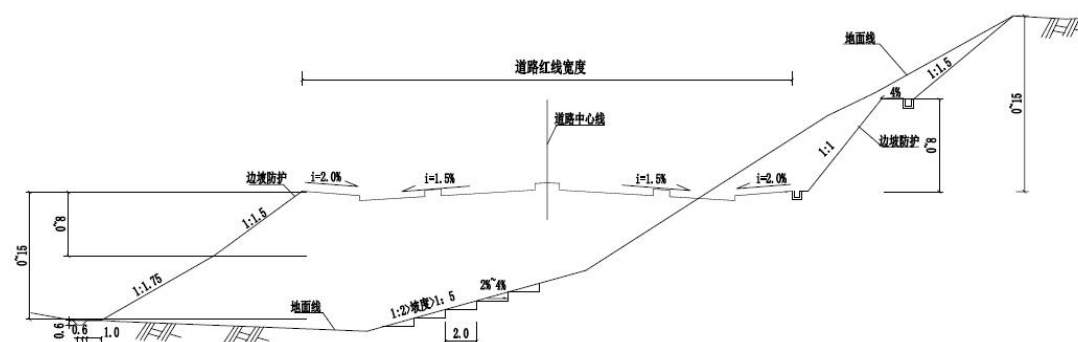 地面线
1:1.5
道路红线宽度
4%
0~15
道路中心线
1:1
边坡防护
0~8
边坡防护
i=2.0%
i=1.5%
i=1.5%
i=2.0%
0~8
1:1.5
0~15
1:1.75
2%~4%
1:2>坡度>1:5
地面线
0.6
0.6
1.0
2.0